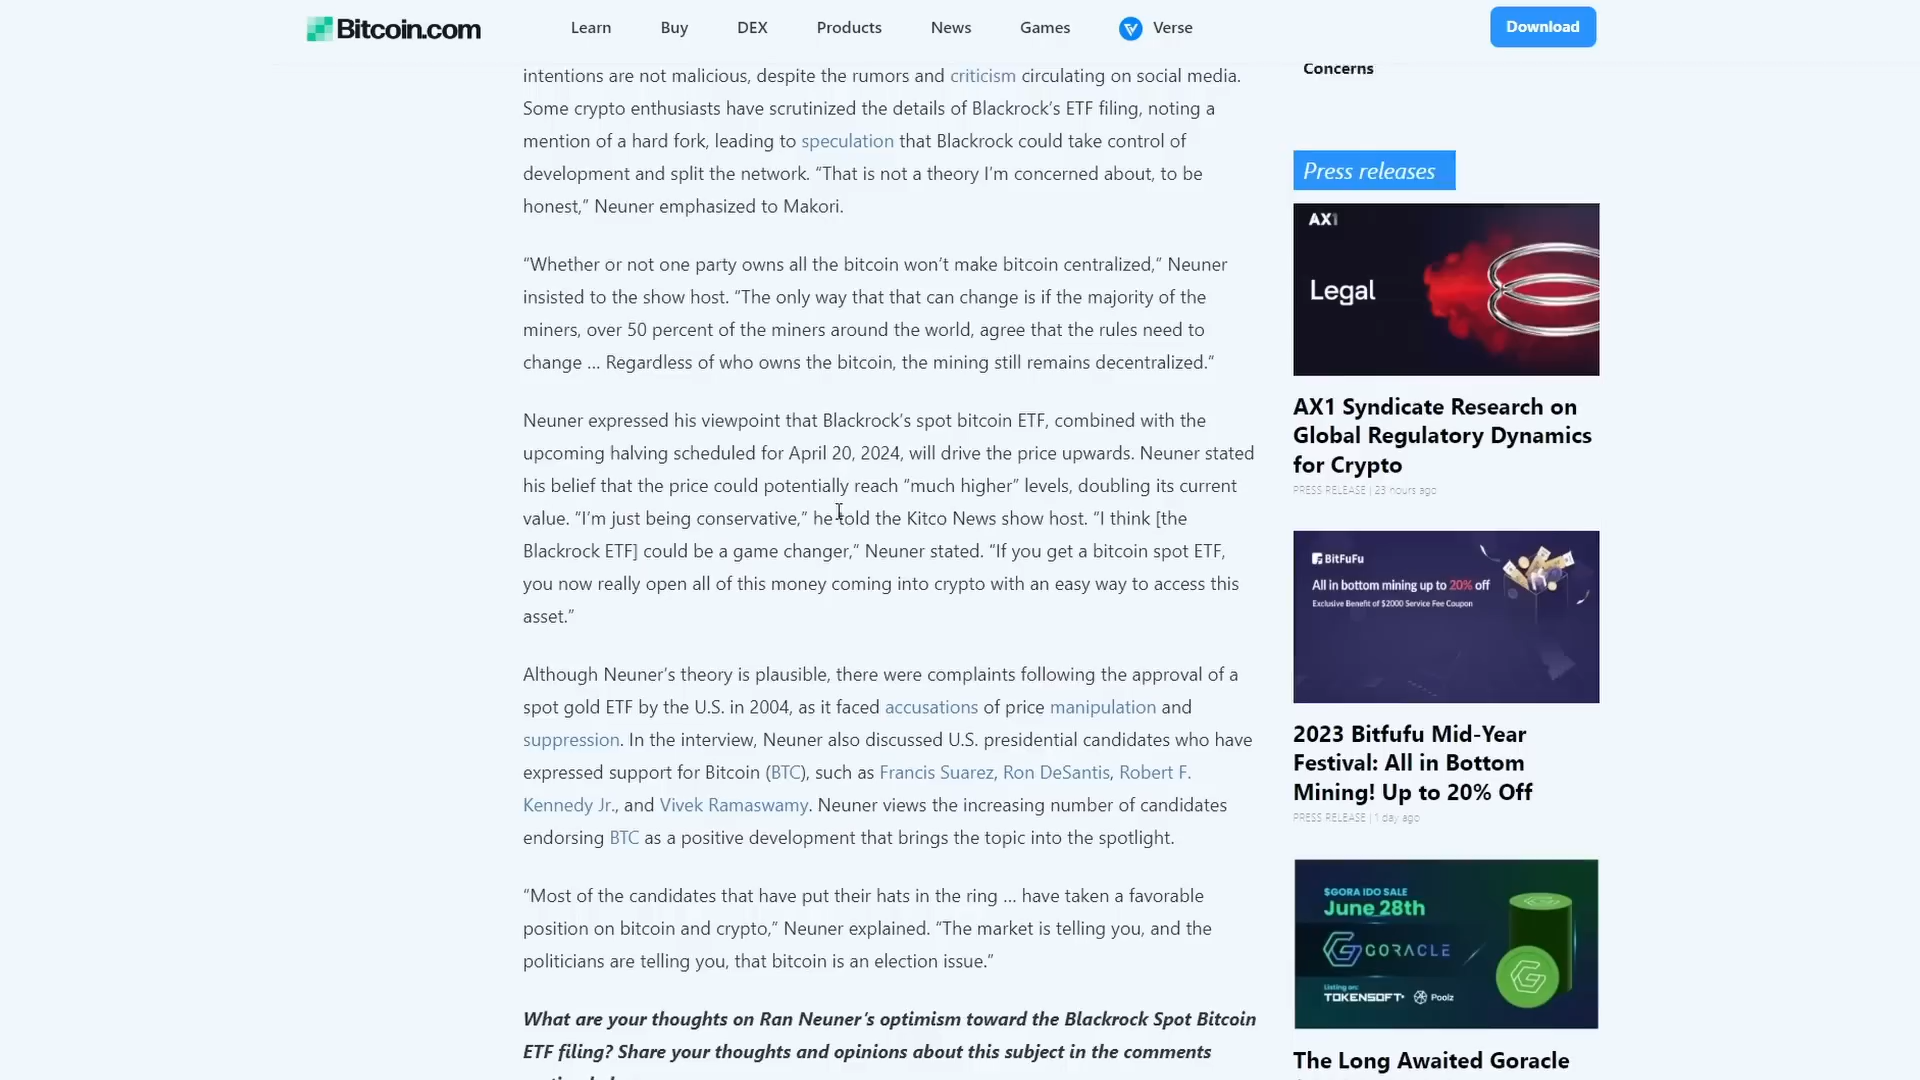 Bitcoin.com
Learn
Buy
DEX
Products
News
Games
Verse
Download
intentions are not malicious, despite the rumors and criticism circulating on social media.
Some crypto enthusiasts have scrutinized the details of Blackrock’s ETF filing, noting a
mention of a hard fork, leading to speculation that Blackrock could take control of
development and split the network. “That is not a theory I’m concerned about, to be
honest,” Neuner emphasized to Makori.
“Whether or not one party owns all the bitcoin won’t make bitcoin centralized,” Neuner
insisted to the show host. “The only way that that can change is if the majority of the
miners, over 50 percent of the miners around the world, agree that the rules need to
change … Regardless of who owns the bitcoin, the mining still remains decentralized.”
Neuner expressed his viewpoint that Blackrock’s spot bitcoin ETF, combined with the
upcoming halving scheduled for April 20, 2024, will drive the price upwards. Neuner stated
his belief that the price could potentially reach “much higher” levels, doubling its current
value. “I’m just being conservative,” he told the Kitco News show host. “I think [the
Blackrock ETF] could be a game changer,” Neuner stated. “If you get a bitcoin spot ETF,
you now really open all of this money coming into crypto with an easy way to access this
asset.”
Although Neuner’s theory is plausible, there were complaints following the approval of a
spot gold ETF by the U.S. in 2004, as it faced accusations of price manipulation and
suppression. In the interview, Neuner also discussed U.S. presidential candidates who have
expressed support for Bitcoin (BTC), such as Francis Suarez, Ron DeSantis, Robert F.
Kennedy Jr., and Vivek Ramaswamy. Neuner views the increasing number of candidates
endorsing BTC as a positive development that brings the topic into the spotlight.
“Most of the candidates that have put their hats in the ring … have taken a favorable
position on bitcoin and crypto,” Neuner explained. “The market is telling you, and the
politicians are telling you, that bitcoin is an election issue.”
What are your thoughts on Ran Neuner’s optimism toward the Blackrock Spot Bitcoin
ETF filing? Share your thoughts and opinions about this subject in the comments
Concerns
Press releases
AX1
Legal
AX1 Syndicate Research on
Global Regulatory Dynamics
for Crypto
PRESS RELEASE | 23 hours ago
BitFuFu
All in bottom mining up to 20% off
Exclusive Benefit of $2000 Service Fee Coupon
2023 Bitfufu Mid-Year
Festival: All in Bottom
Mining! Up to 20% Off
PRESS RELEASE | 1 day ago
$GORA IDO SALE
June 28th
GORACLE
Listing on:
TOKENSOFT Poolz
The Long Awaited Goracle